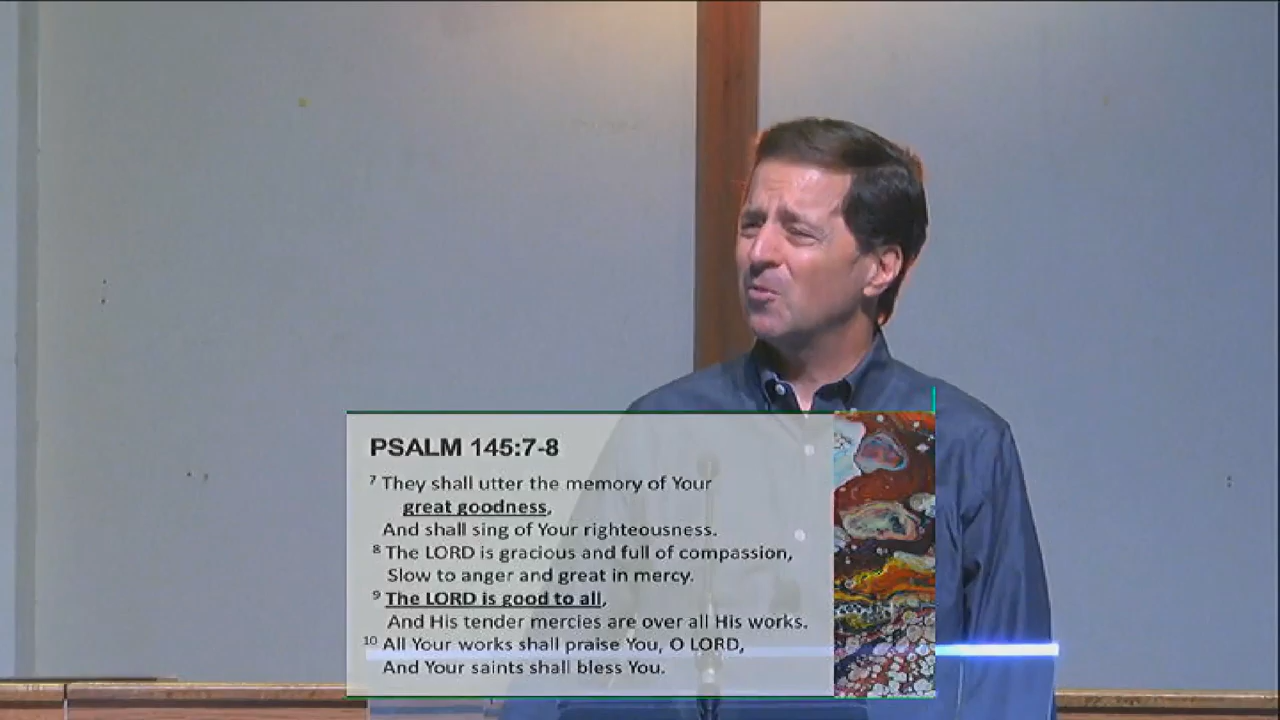 PSALM 145:7-8
7 They shall utter the memory of Your
great goodness,
And shall sing of Your righteousness.
8 The LORD is gracious and full of compassion,
Slow to anger and great in mercy.
9 The LORD is good to all,
And His tender mercies are over all His works.
10 All Your works shall praise You, O LORD,
And Your saints shall bless You.